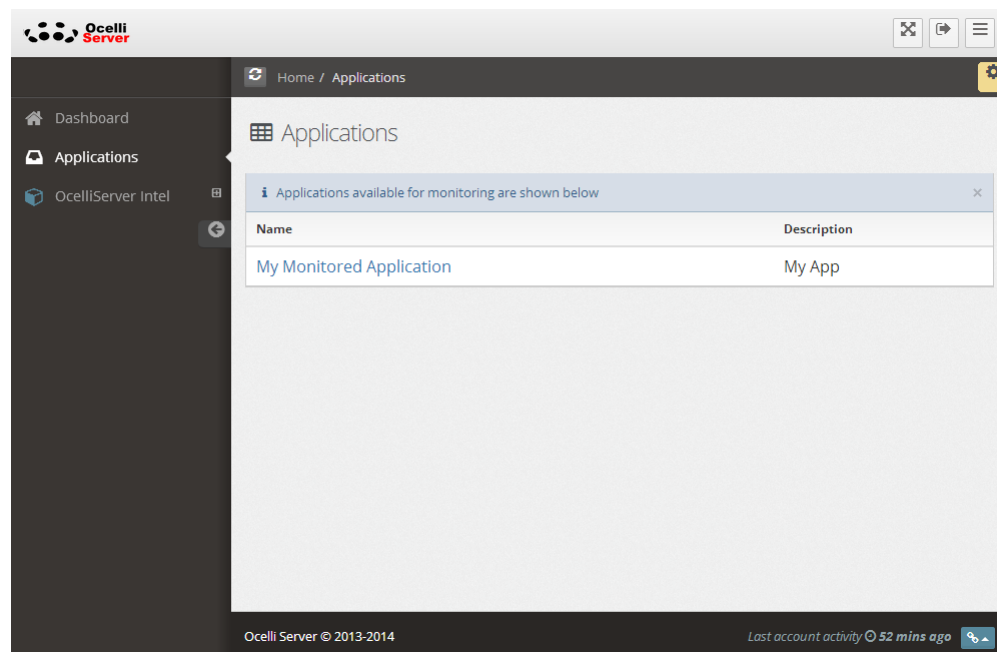 Ocelli
Server
Home / Applications
Dashboard
Applications
OcelliServer Intel
Applications
Applications available for monitoring are shown below
Name Description
My Monitored Application My App
Ocelli Server © 2013-2014 Last account activity 52 mins ago